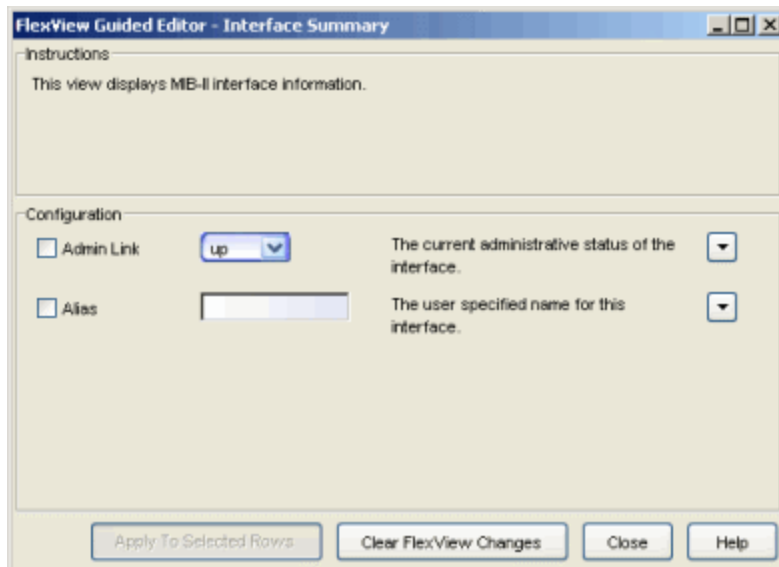 FlexView Guided Editor - Interface Summary
Instructions
This view displays MIB-II interface information.
Configuration
Admin Link
up
The current administrative status of the
interface.
Alias
The user specified name for this
interface.
Apply To Selected Rows
Clear FlexView Changes
Close
Help